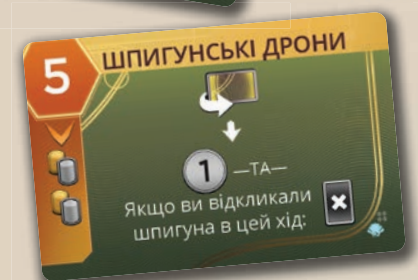 5
ШПИГУНСЬКІ ДРОНИ
1 —ТА—
Якщо ви відкликали
шпигуна в цей хід: